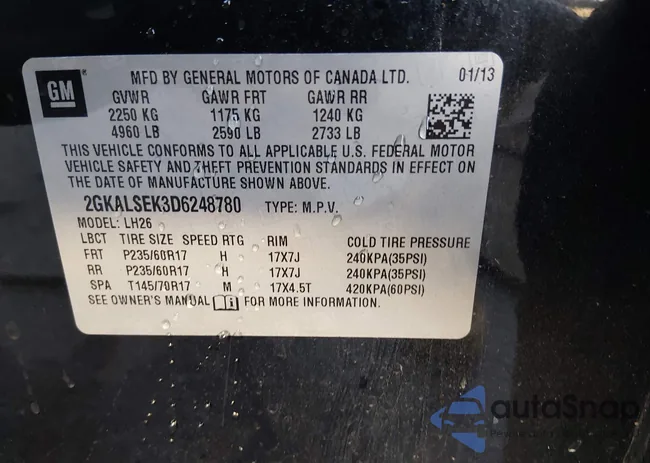 GM
MFD BY GENERAL MOTORS OF CANADA LTD. 01/13
GVWR GAWR FRT GAWR RR
2250 KG 1175 KG 1240 KG
4960 LB 2590 LB 2733 LB
THIS VEHICLE CONFORMS TO ALL APPLICABLE U.S. FEDERAL MOTOR
VEHICLE SAFETY AND THEFT PREVENTION STANDARDS IN EFFECT ON
THE DATE OF MANUFACTURE SHOWN ABOVE.
2GKALSEK3D6248780 TYPE: M.P.V.
MODEL: LH26
LBCT TIRE SIZE SPEED RTG RIM COLD TIRE PRESSURE
FRT P235/60R17 H 17X7J 240KPA(35PSI)
RR P235/60R17 H 17X7J 240KPA(35PSI)
SPA T145/70R17 M 17X4.5T 420KPA(60PSI)
SEE OWNER'S MANUAL FOR MORE INFORMATION.
autoSnap